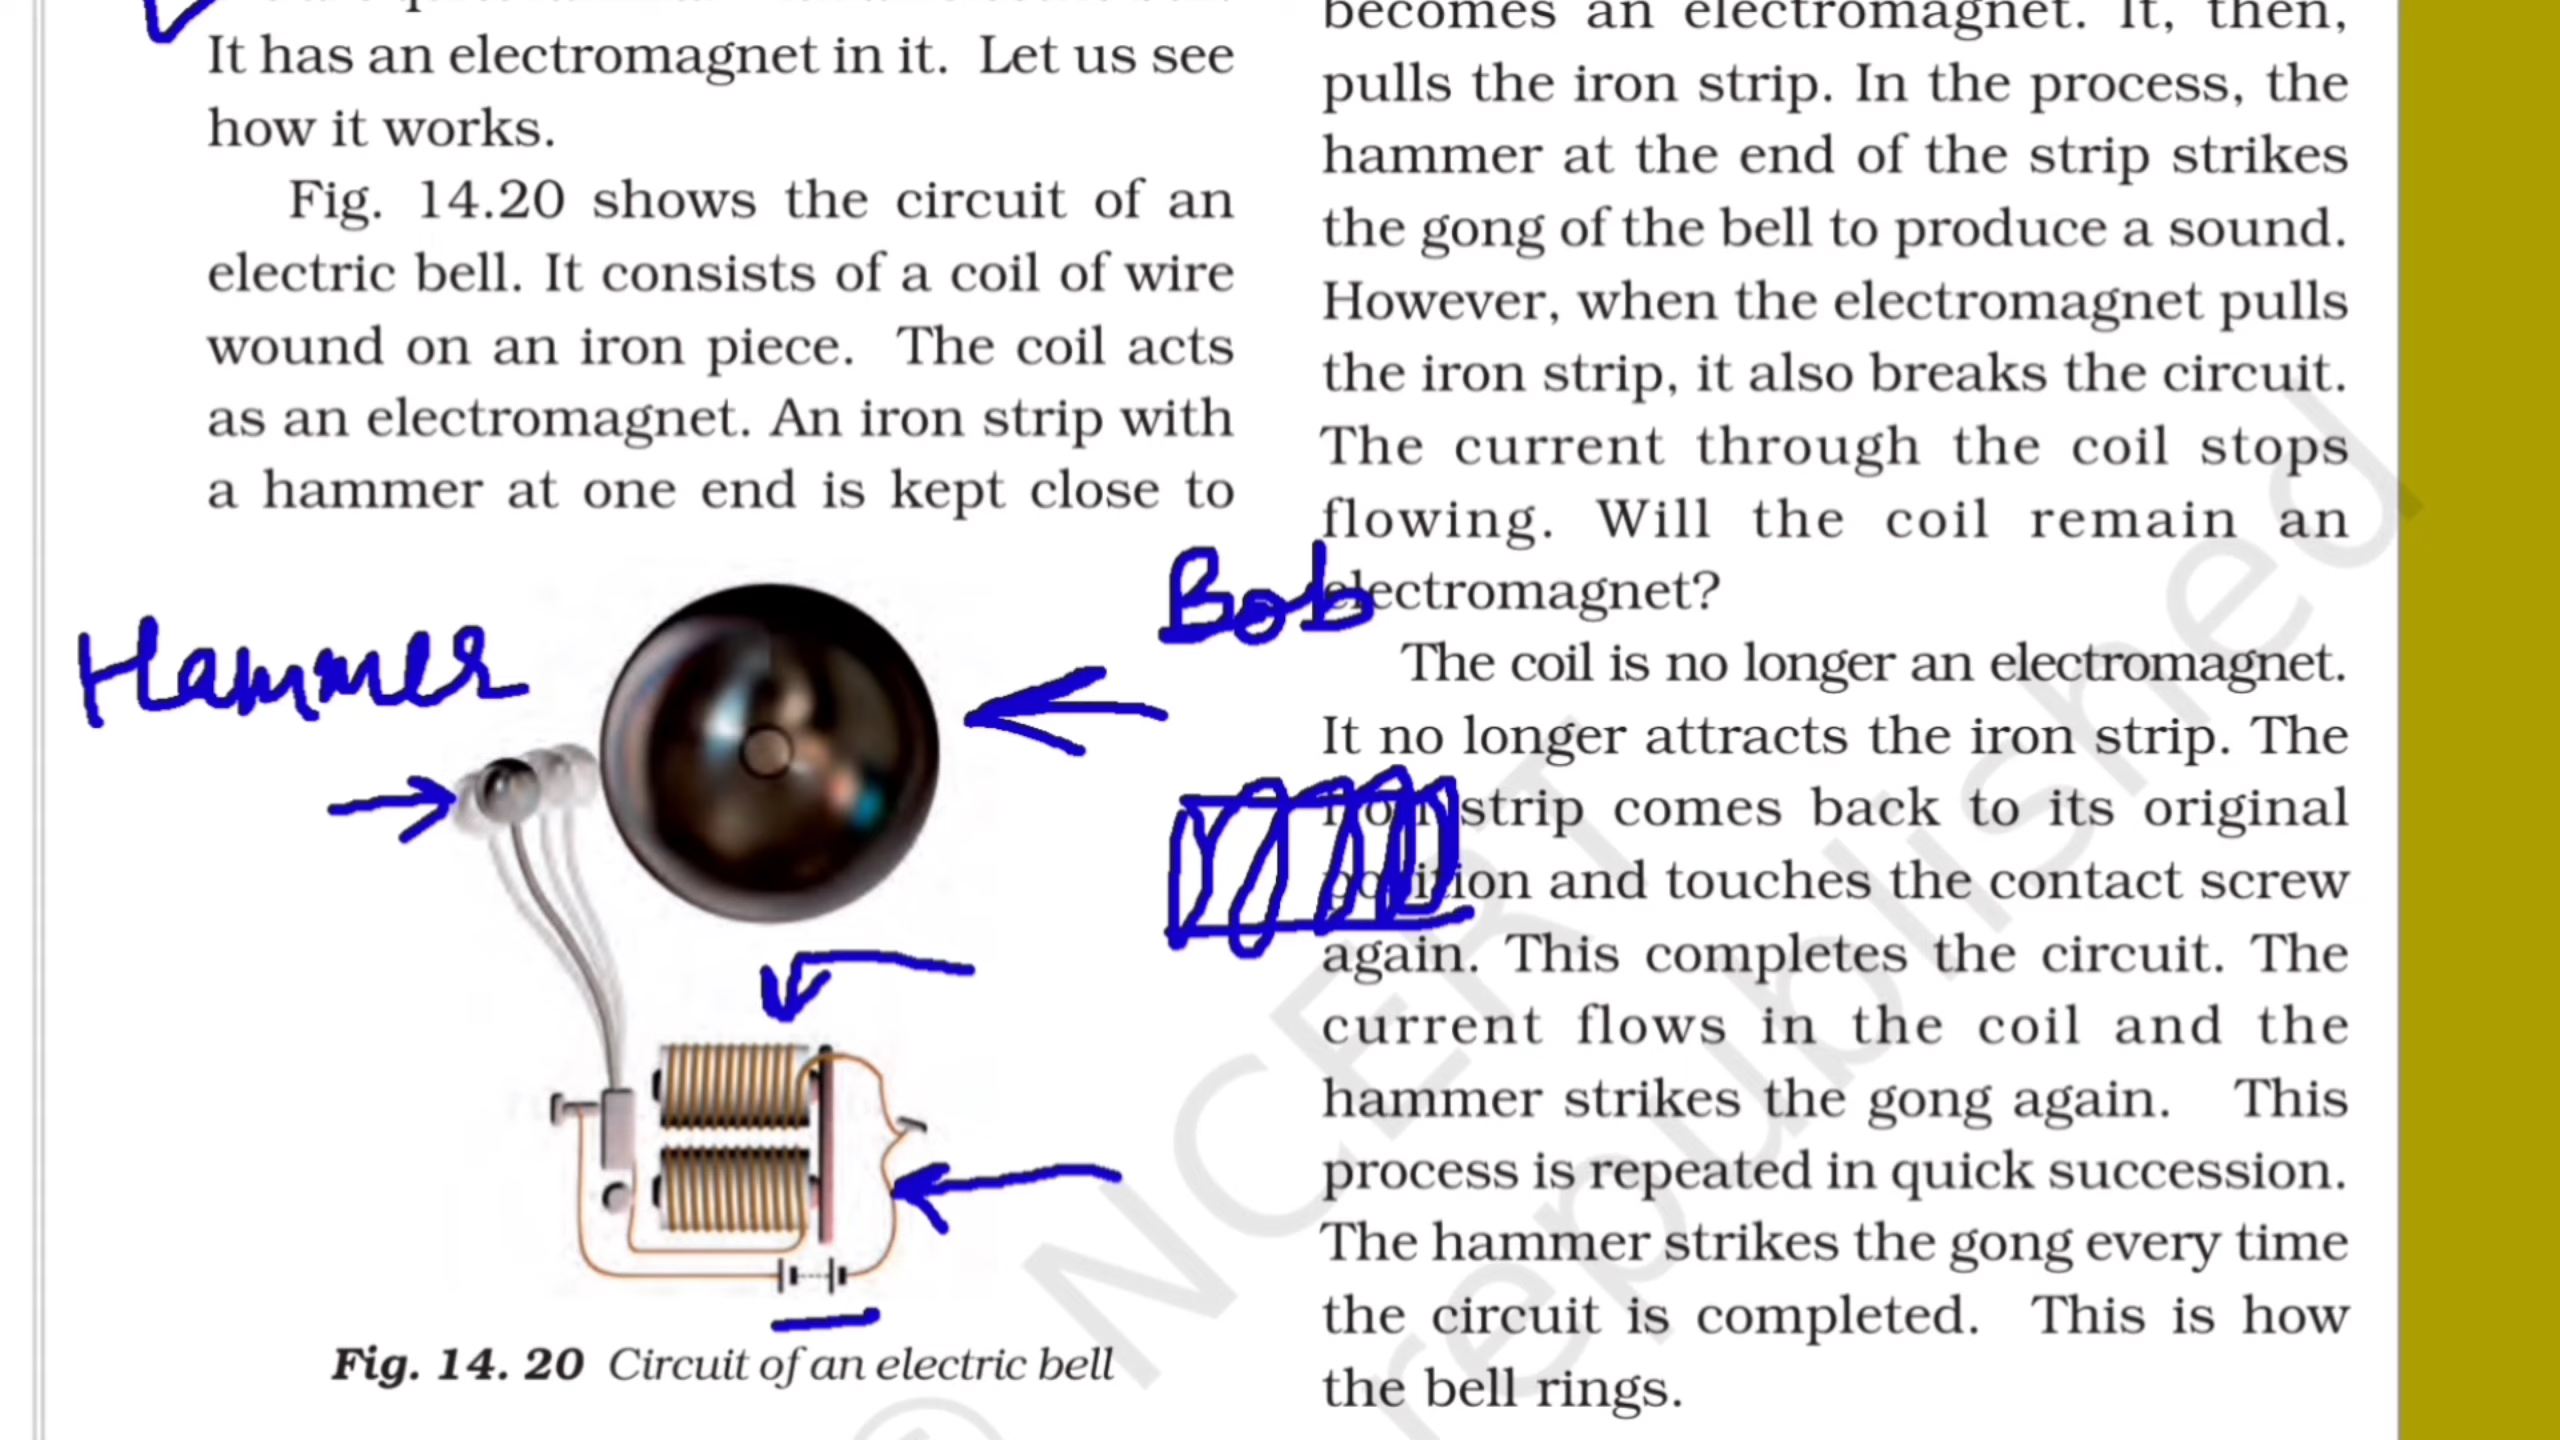 It has an electromagnet in it. Let us see
how it works.
Fig. 14.20 shows the circuit of an
electric bell. It consists of a coil of wire
wound on an iron piece. The coil acts
as an electromagnet. An iron strip with
a hammer at one end is kept close to
Hammer
Bob
Fig. 14. 20 Circuit of an electric bell
becomes an electromagnet. It, then,
pulls the iron strip. In the process, the
hammer at the end of the strip strikes
the gong of the bell to produce a sound.
However, when the electromagnet pulls
the iron strip, it also breaks the circuit.
The current through the coil stops
flowing. Will the coil remain an
electromagnet?
The coil is no longer an electromagnet.
It no longer attracts the iron strip. The
iron strip comes back to its original
position and touches the contact screw
again. This completes the circuit. The
current flows in the coil and the
hammer strikes the gong again. This
process is repeated in quick succession.
The hammer strikes the gong every time
the circuit is completed. This is how
the bell rings.
© NCERT
republished